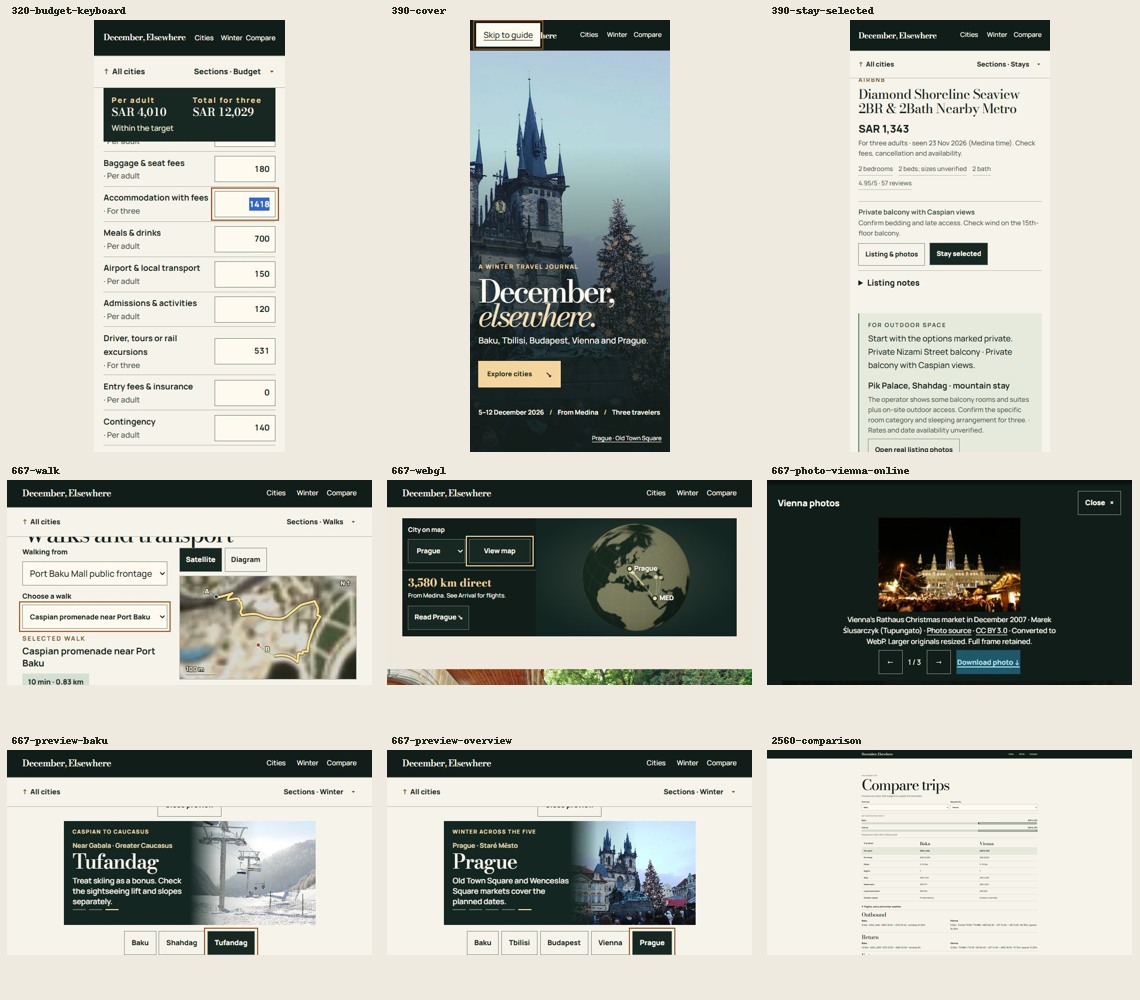 320-budget-keyboard
December, Elsewhere Cities Winter Compare
↑ All cities Sections · Budget
Per adult Total for three
SAR 4,010 SAR 12,029
Within the target
· Per adult
Baggage & seat fees 180
· Per adult
Accommodation with fees 1418
· For three
Meals & drinks 700
· Per adult
Airport & local transport 150
· Per adult
Admissions & activities 120
· Per adult
Driver, tours or rail
excursions 531
· For three
Entry fees & insurance 0
· Per adult
Contingency 140
· Per adult
390-cover
Skip to guide Cities Winter Compare
A WINTER TRAVEL JOURNAL
December,
elsewhere.
Baku, Tbilisi, Budapest, Vienna and Prague.
Explore cities ↘
5–12 December 2026 / From Medina / Three travelers
Prague · Old Town Square
390-stay-selected
December, Elsewhere Cities Winter Compare
↑ All cities Sections · Stays
AIRBNB
Diamond Shoreline Seaview
2BR & 2Bath Nearby Metro
SAR 1,343
For three adults · seen 23 Nov 2026 (Medina time). Check
fees, cancellation and availability.
2 bedrooms 2 beds; sizes unverified 2 bath
4.95/5 · 57 reviews
Private balcony with Caspian views
Confirm bedding and late access. Check wind on the 15th-
floor balcony.
Listing & photos Stay selected
▶ Listing notes
FOR OUTDOOR SPACE
Start with the options marked private.
Private Nizami Street balcony · Private
balcony with Caspian views.
Pik Palace, Shahdag · mountain stay
The operator shows some balcony rooms and suites
plus on-site outdoor access. Confirm the specific
room category and sleeping arrangement for three. ·
Rates and date availability unverified.
Open real listing photos
667-walk
December, Elsewhere Cities Winter Compare
↑ All cities Sections · Walks
Walks and transport
Walking from
Port Baku Mall public frontage
Choose a walk
Caspian promenade near Port Baku
SELECTED WALK
Caspian promenade near Port
Baku
10 min · 0.83 km
Satellite Diagram
N ↑
A
B
100 m
667-webgl
December, Elsewhere Cities Winter Compare
City on map
Prague View map
3,580 km direct
From Medina. See Arrival for flights.
Read Prague ↘
Prague
MED
667-photo-vienna-online
Vienna photos Close ×
Vienna's Rathaus Christmas market in December 2007 · Marek
Ślusarczyk (Tupungato) · Photo source · CC BY 3.0 · Converted to
WebP. Larger originals resized. Full frame retained.
← 1 / 3 → Download photo ↓
667-preview-baku
December, Elsewhere Cities Winter Compare
↑ All cities Sections · Winter
CASPIAN TO CAUCASUS
Near Gabala · Greater Caucasus
Tufandag
Treat skiing as a bonus. Check
the sightseeing lift and slopes
separately.
Baku Shahdag Tufandag
667-preview-overview
December, Elsewhere Cities Winter Compare
↑ All cities Sections · Winter
WINTER ACROSS THE FIVE
Prague · Staré Město
Prague
Old Town Square and Wenceslas
Square markets cover the
planned dates.
Baku Tbilisi Budapest Vienna Prague
2560-comparison
Compare trips
Baku Vienna
Outbound
Return